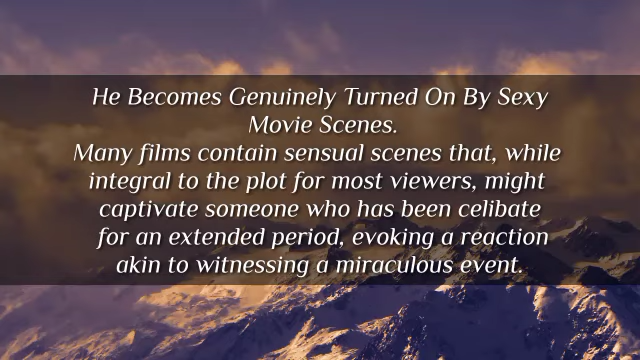 He Becomes Genuinely Turned On By Sexy
Movie Scenes.
Many films contain sensual scenes that, while
integral to the plot for most viewers, might
captivate someone who has been celibate
for an extended period, evoking a reaction
akin to witnessing a miraculous event.